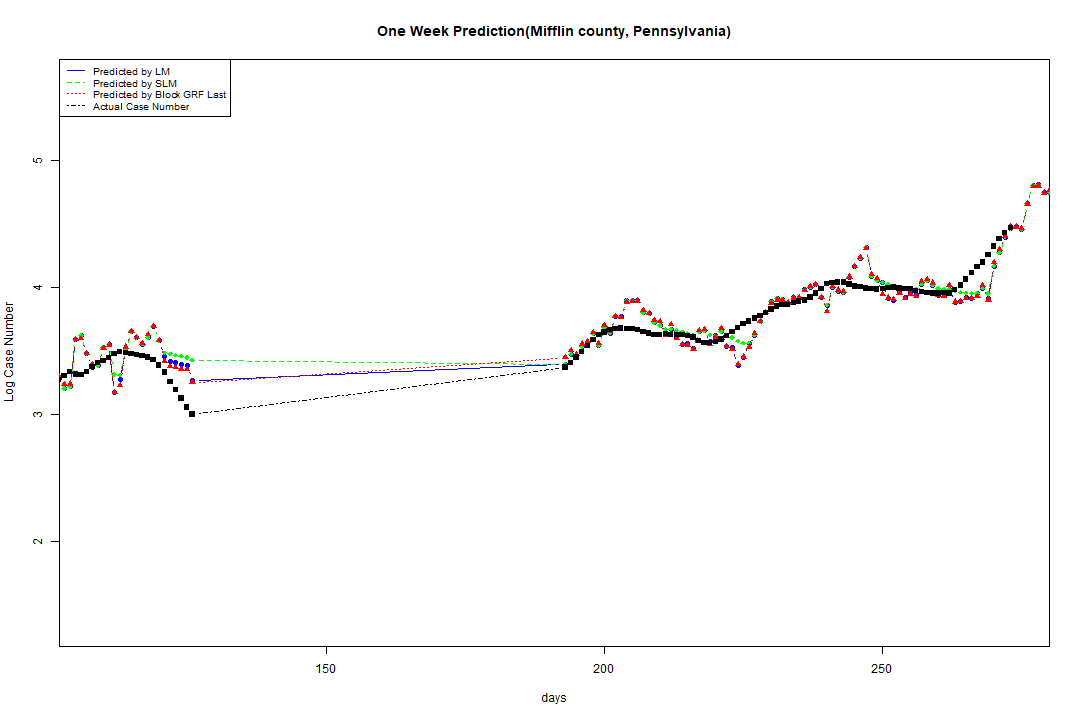 One Week Prediction(Mifflin county, Pennsylvania)
Predicted by LM
Predicted by SLM
Predicted by Block GRF Last
Actual Case Number
5
4
3
2
Log Case Number
150 200 250
days